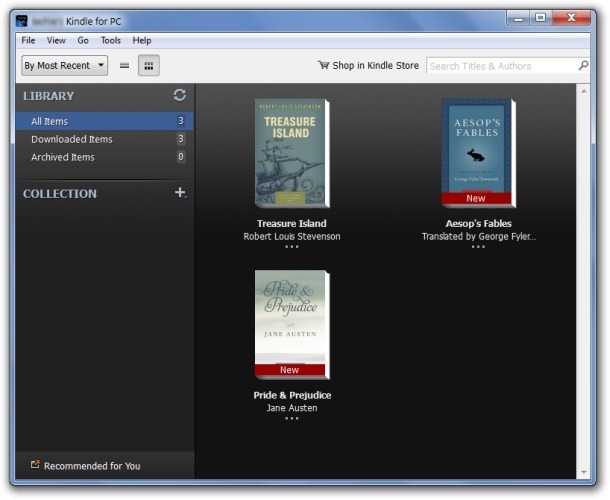 Kindle for PC
File View Go Tools Help
By Most Recent
Shop in Kindle Store
Search Titles & Authors
LIBRARY
All Items 3
Downloaded Items 3
Archived Items 0
COLLECTION
Recommended for You
ROBERT LOUIS STEVENSON
TREASURE
ISLAND
Treasure Island
Robert Louis Stevenson
AESOP'S
FABLES
George Fyler Townsend
New
Aesop's Fables
Translated by George Fyler...
Pride &
Prejudice
JANE AUSTEN
New
Pride & Prejudice
Jane Austen